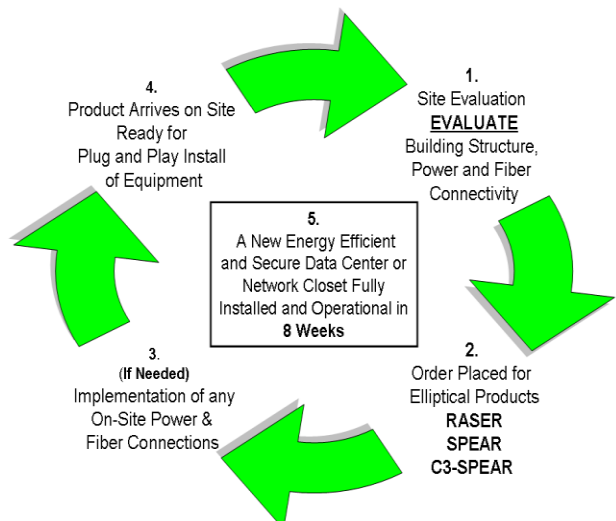 1.
Site Evaluation
EVALUATE
Building Structure,
Power and Fiber
Connectivity
2.
Order Placed for
Elliptical Products
RASER
SPEAR
C3-SPEAR
3.
(If Needed)
Implementation of any
On-Site Power &
Fiber Connections
4.
Product Arrives on Site
Ready for
Plug and Play Install
of Equipment
5.
A New Energy Efficient
and Secure Data Center or
Network Closet Fully
Installed and Operational in
8 Weeks